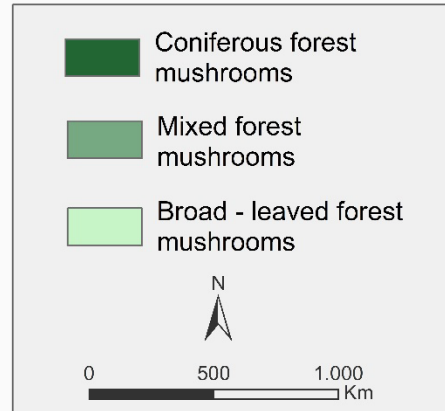 Coniferous forest
mushrooms
Mixed forest
mushrooms
Broad - leaved forest
mushrooms
N
0 500 1.000
Km